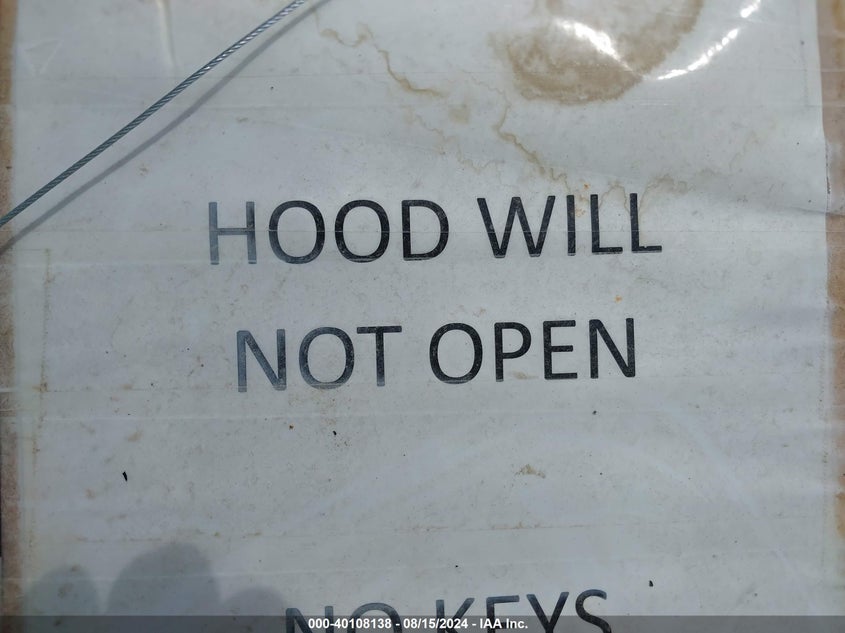 HOOD WILL
NOT OPEN
NO KEYS
000-40108138 - 08/15/2024 - IAA Inc.